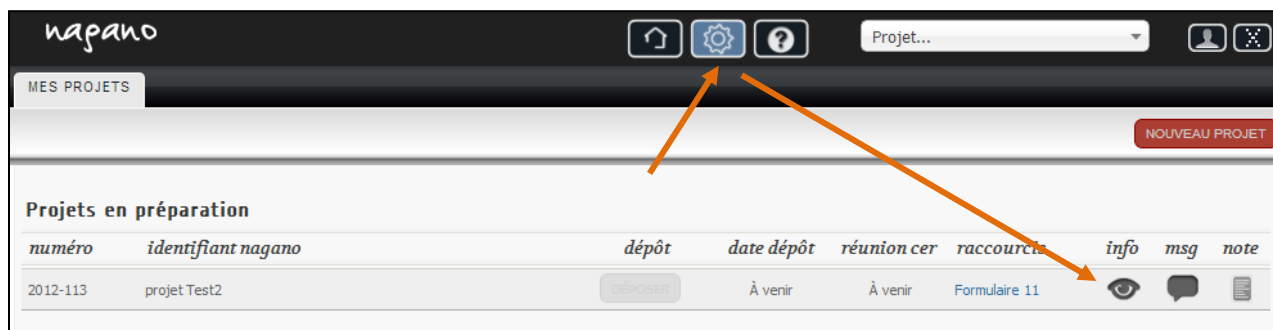 napano
Projet...
MES PROJETS
NOUVEAU PROJET
Projets en préparation
numéro identifiant nagano dépôt date dépôt réunion cer raccourcis info msg note
2012-113 projet Test2 DÉPOSER À venir À venir Formulaire 11